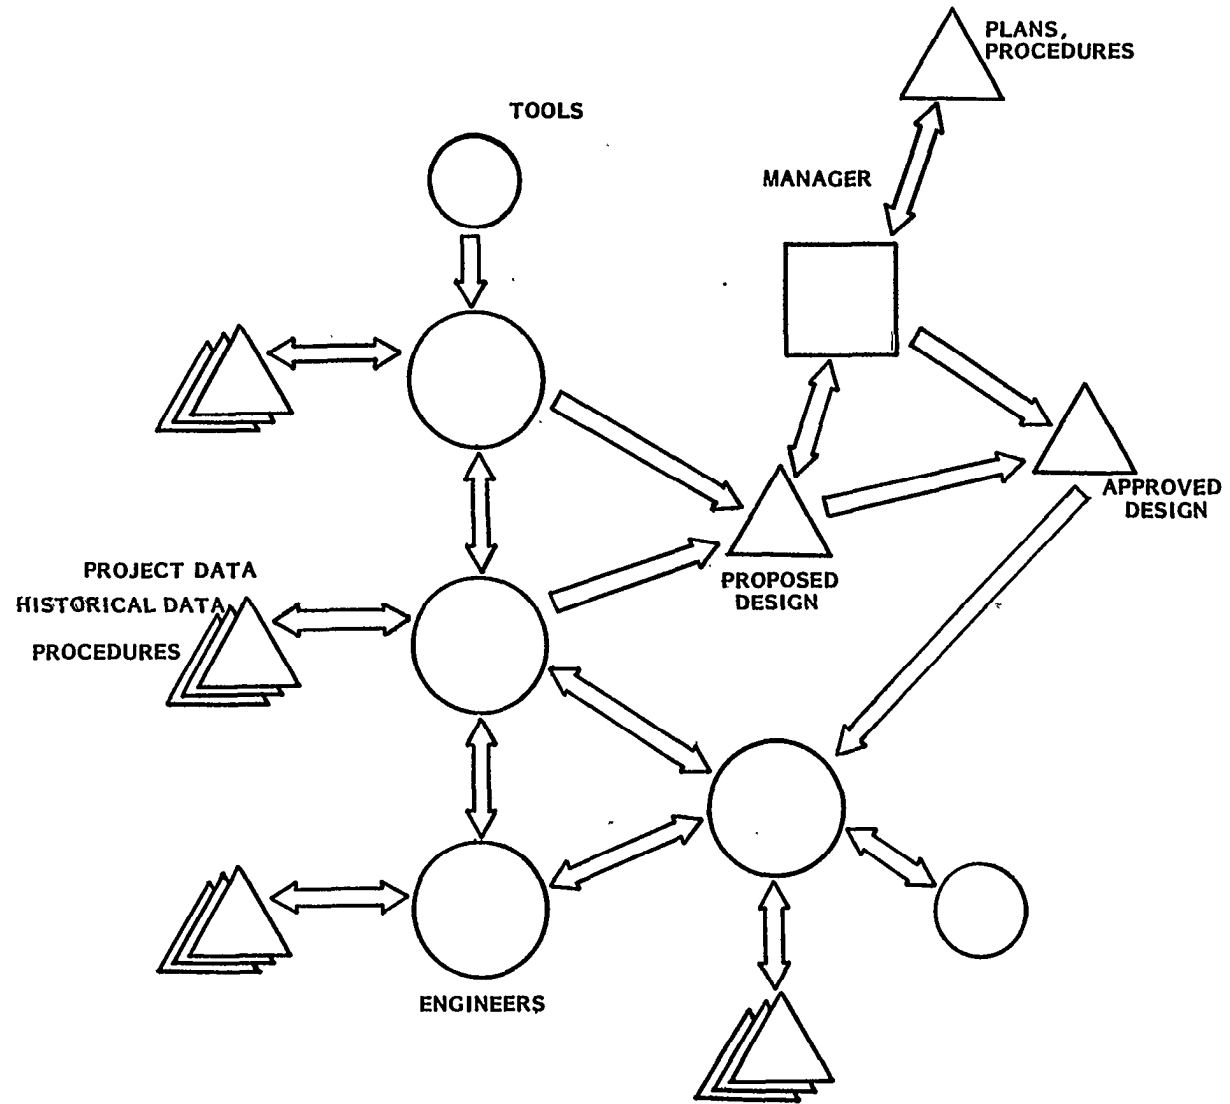 PLANS,
PROCEDURES
TOOLS
MANAGER
APPROVED
DESIGN
PROJECT DATA
HISTORICAL DATA
PROCEDURES
PROPOSED
DESIGN
ENGINEERS